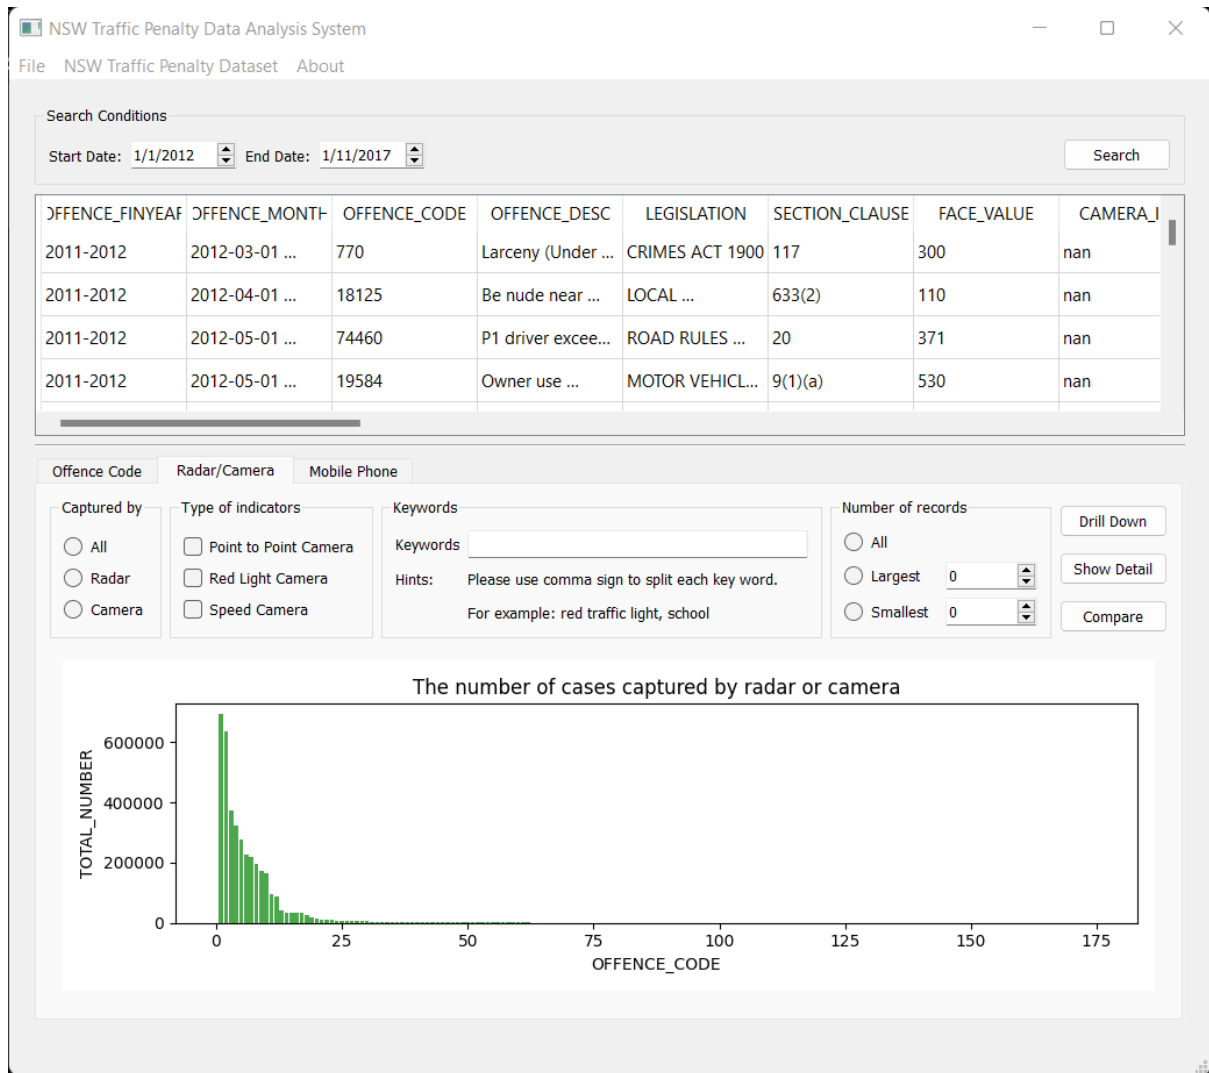 NSW Traffic Penalty Data Analysis System
File NSW Traffic Penalty Dataset About
Search Conditions
Start Date: 1/1/2012 End Date: 1/11/2017 Search
OFFENCE_FINYEAR OFFENCE_MONTH OFFENCE_CODE OFFENCE_DESC LEGISLATION SECTION_CLAUSE FACE_VALUE CAMERA_I
2011-2012 2012-03-01 ... 770 Larceny (Under ... CRIMES ACT 1900 117 300 nan
2011-2012 2012-04-01 ... 18125 Be nude near ... LOCAL ... 633(2) 110 nan
2011-2012 2012-05-01 ... 74460 P1 driver excee... ROAD RULES ... 20 371 nan
2011-2012 2012-05-01 ... 19584 Owner use ... MOTOR VEHICL... 9(1)(a) 530 nan
Offence Code Radar/Camera Mobile Phone
Captured by Type of indicators Keywords Number of records
All Point to Point Camera Keywords All Drill Down
Radar Red Light Camera Hints: Please use comma sign to split each key word. Largest 0 Show Detail
Camera Speed Camera For example: red traffic light, school Smallest 0 Compare
The number of cases captured by radar or camera
TOTAL_NUMBER
600000
400000
200000
0
0 25 50 75 100 125 150 175
OFFENCE_CODE